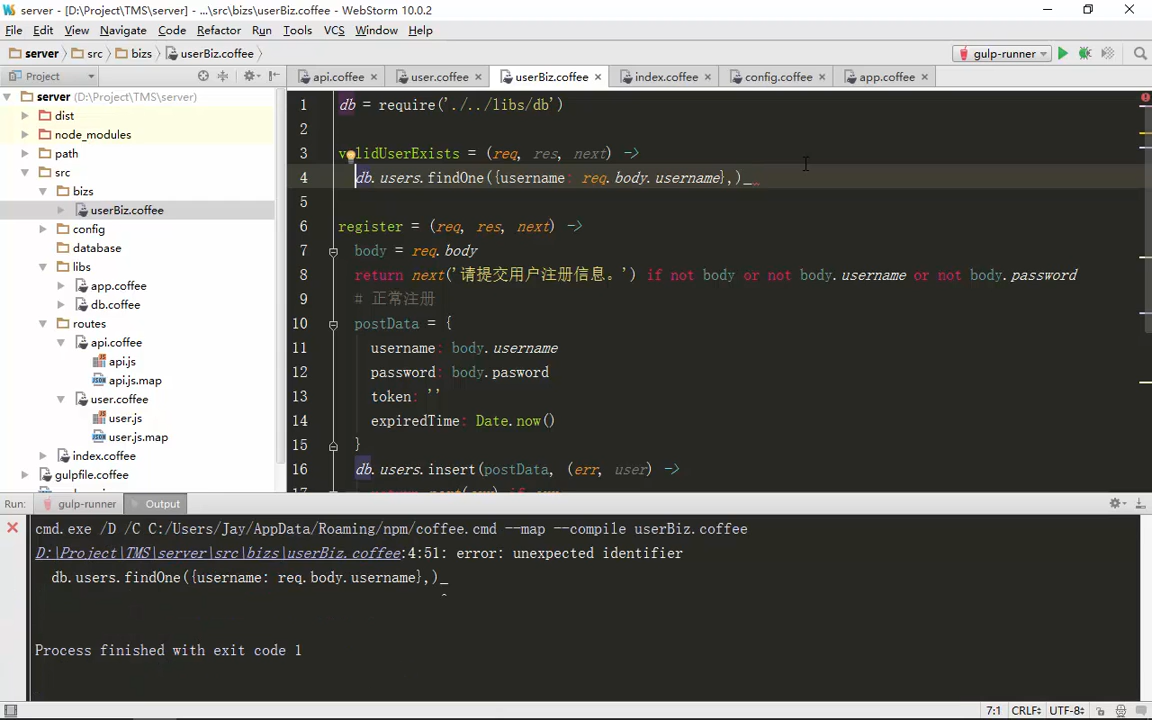 server - [D:\Project\TMS\server] - ...\src\bizs\userBiz.coffee - WebStorm 10.0.2
File Edit View Navigate Code Refactor Run Tools VCS Window Help
server src bizs userBiz.coffee gulp-runner
Project api.coffee user.coffee userBiz.coffee index.coffee config.coffee app.coffee
server (D:\Project\TMS\server)
dist
node_modules
path
src
bizs
userBiz.coffee
config
database
libs
app.coffee
db.coffee
routes
api.coffee
api.js
api.js.map
user.coffee
user.js
user.js.map
index.coffee
gulpfile.coffee
1 db = require('./../libs/db')
2
3 validUserExists = (req, res, next) ->
4 db.users.findOne({username: req.body.username},)_
5
6 register = (req, res, next) ->
7 body = req.body
8 return next('请提交用户注册信息。') if not body or not body.username or not body.password
9 # 正常注册
10 postData = {
11 username: body.username
12 password: body.pasword
13 token: ''
14 expiredTime: Date.now()
15 }
16 db.users.insert(postData, (err, user) ->
Run: gulp-runner Output
cmd.exe /D /C C:/Users/Jay/AppData/Roaming/npm/coffee.cmd --map --compile userBiz.coffee
D:\Project\TMS\server\src\bizs\userBiz.coffee:4:51: error: unexpected identifier
db.users.findOne({username: req.body.username},)_
^
Process finished with exit code 1
7:1 CRLF UTF-8